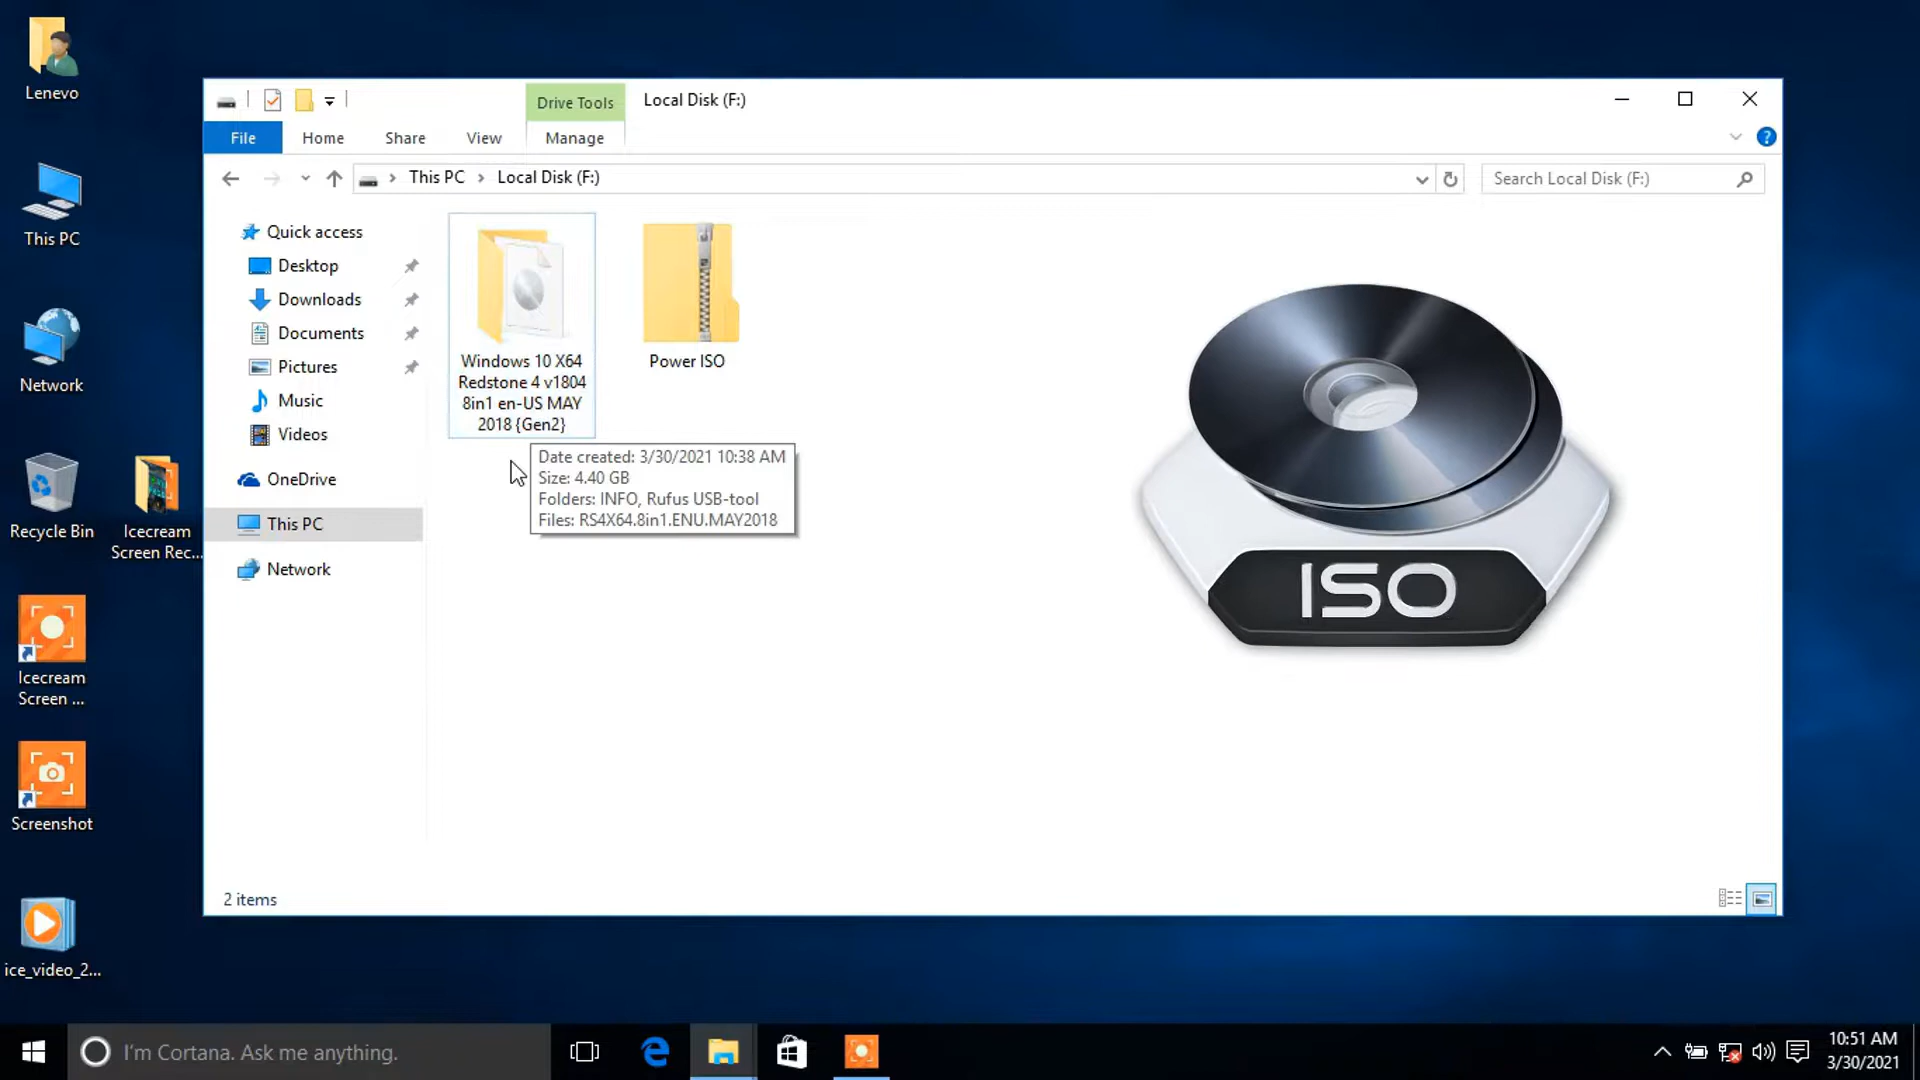 Lenevo
This PC
Network
Recycle Bin
Icecream
Screen Rec...
Icecream
Screen ...
Screenshot
ice_video_2...
Drive Tools
Local Disk (F:)
File
Home
Share
View
Manage
This PC
Local Disk (F:)
Search Local Disk (F:)
Quick access
Desktop
Downloads
Documents
Pictures
Music
Videos
OneDrive
This PC
Network
Windows 10 X64
Redstone 4 v1804
8in1 en-US MAY
2018 {Gen2}
Power ISO
Date created: 3/30/2021 10:38 AM
Size: 4.40 GB
Folders: INFO, Rufus USB-tool
Files: RS4X64.8in1.ENU.MAY2018
ISO
2 items
I'm Cortana. Ask me anything.
10:51 AM
3/30/2021